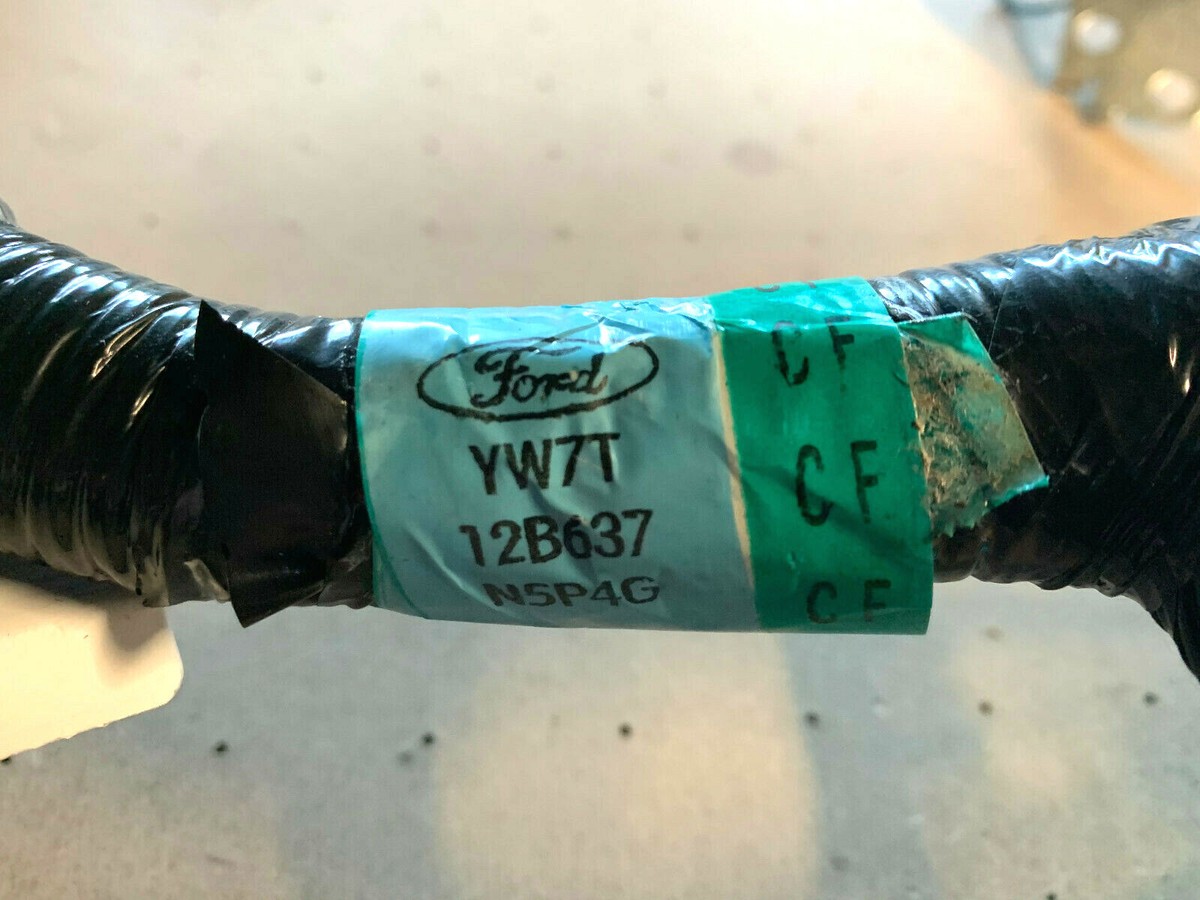 Ford
YW7T
12B637
N5P4G
CF
CF
CF